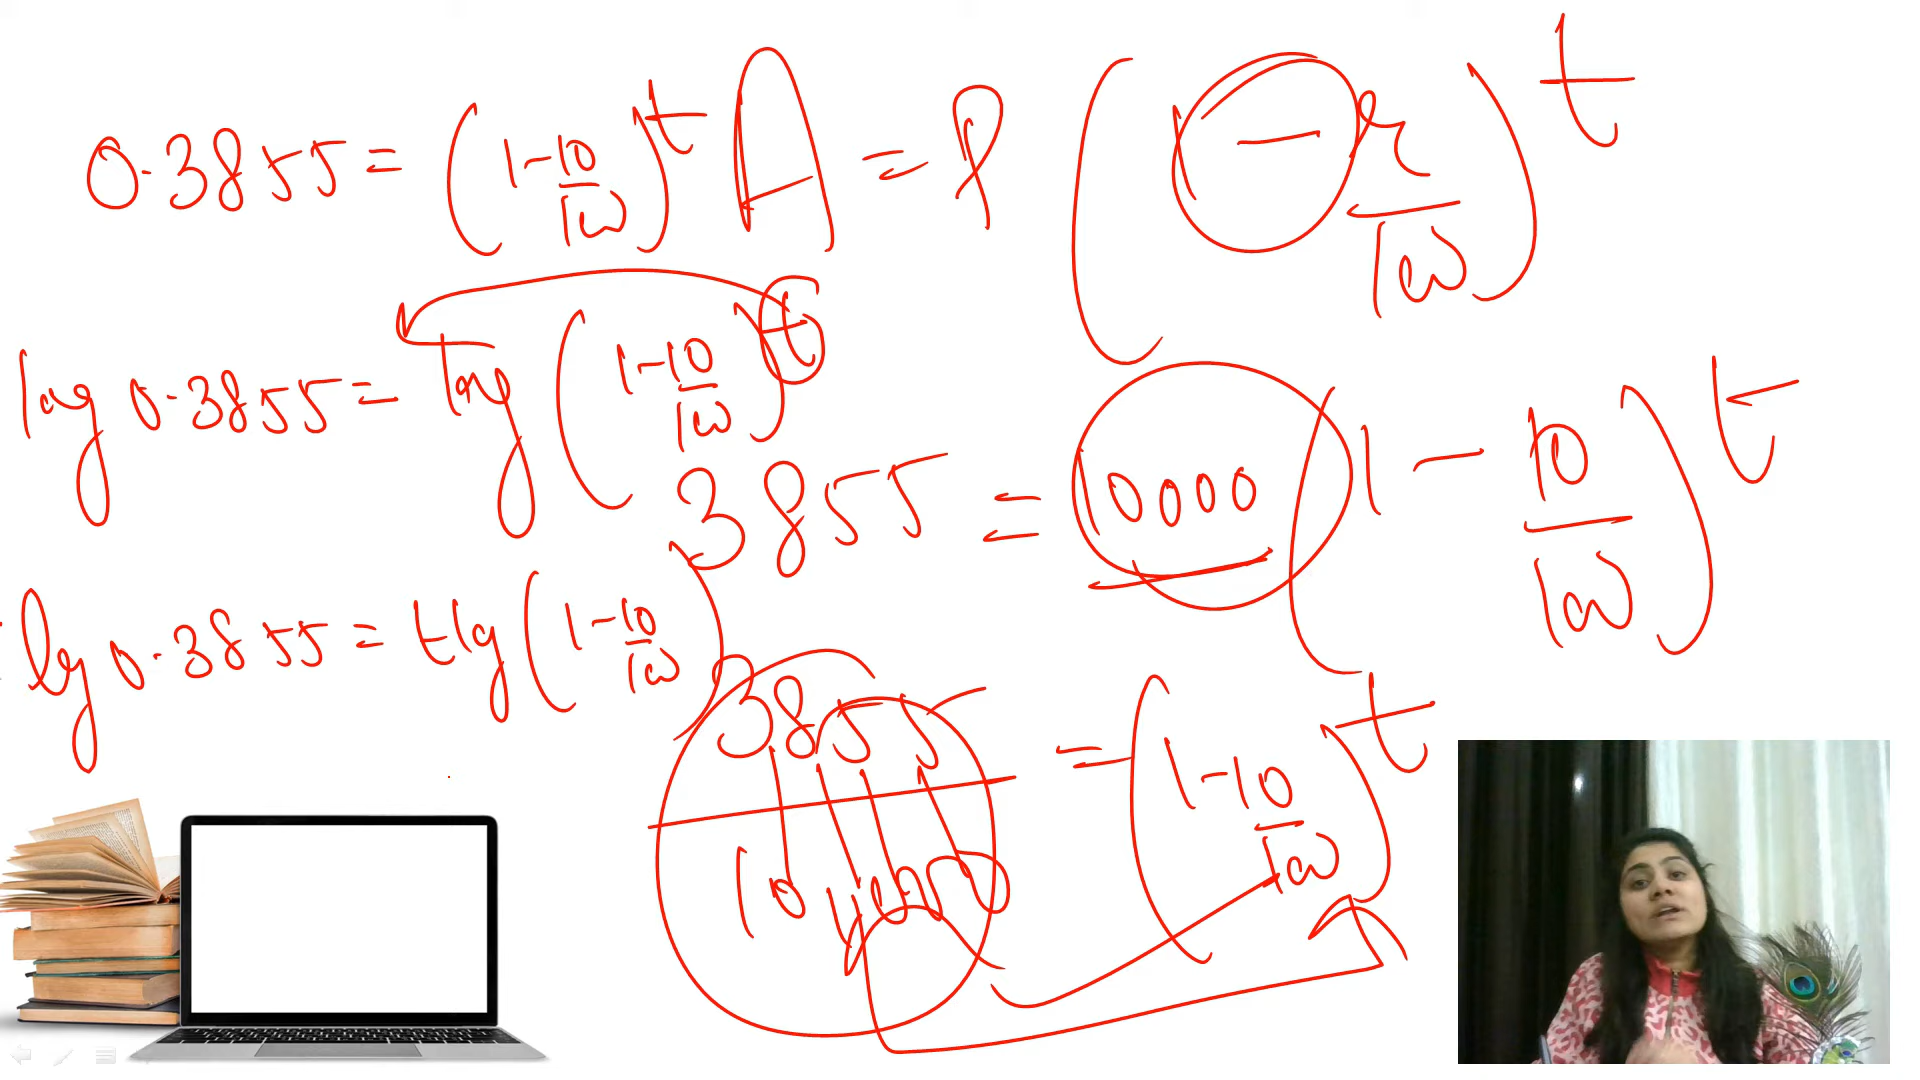 A = P(1 - r/100)^t
3855 = 10000(1 - 10/100)^t
3855/10000 = (1 - 10/100)^t
0.3855 = (1 - 10/100)^t
log 0.3855 = log(1 - 10/100)^t
log 0.3855 = t log(1 - 10/100)